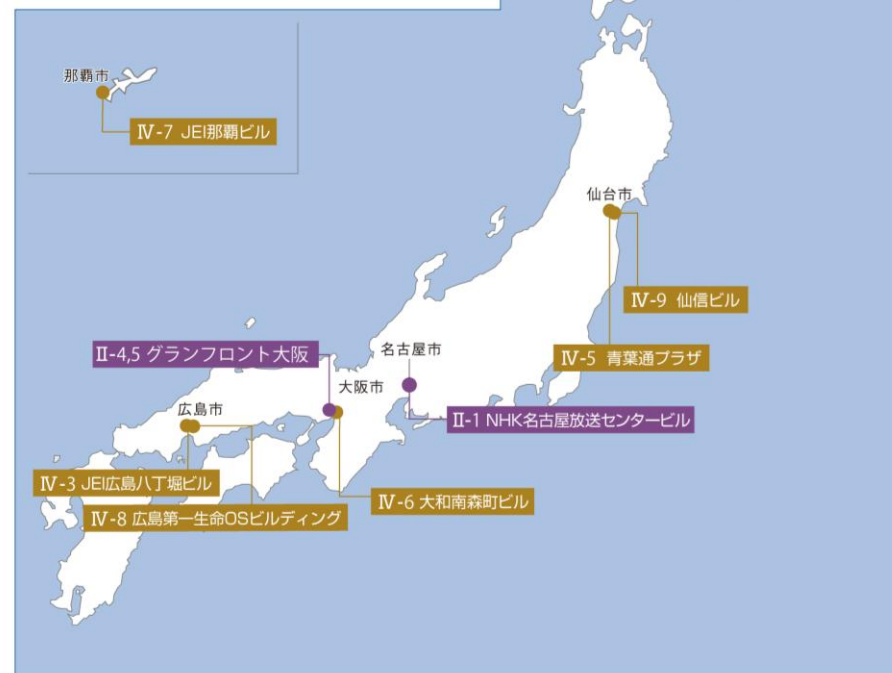 那覇市
Ⅳ-7 JEI那覇ビル
仙台市
Ⅳ-9 仙信ビル
Ⅳ-5 青葉通プラザ
Ⅱ-4,5 グランフロント大阪
名古屋市
大阪市
Ⅱ-1 NHK名古屋放送センタービル
広島市
Ⅳ-3 JEI広島八丁堀ビル
Ⅳ-6 大和南森町ビル
Ⅳ-8 広島第一生命OSビルディング